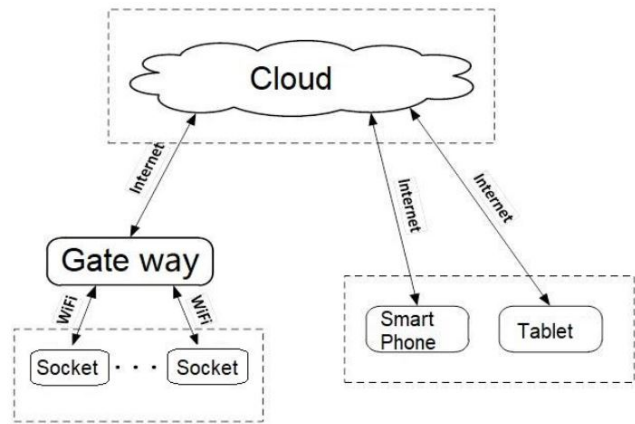 Cloud
Internet
Internet
Internet
Gate way
WiFi
WiFi
Smart
Phone
Tablet
Socket
. . .
Socket